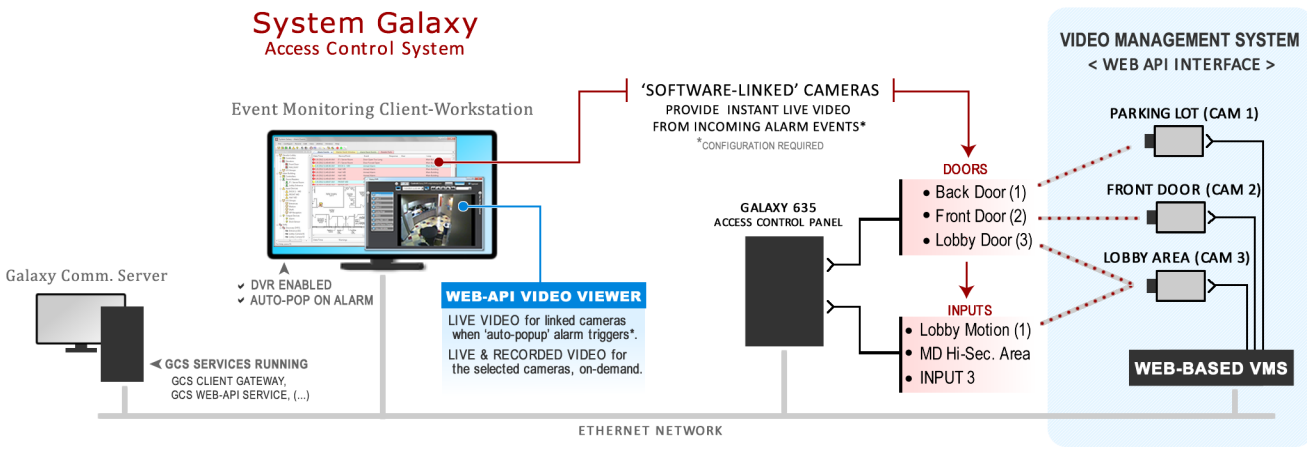 System Galaxy
Access Control System
Event Monitoring Client-Workstation
Galaxy Comm. Server
DVR ENABLED
AUTO-POP ON ALARM
GCS SERVICES RUNNING
GCS CLIENT GATEWAY,
GCS WEB-API SERVICE, (...)
WEB-API VIDEO VIEWER
LIVE VIDEO for linked cameras
when 'auto-popup' alarm triggers*.
LIVE & RECORDED VIDEO for
the selected cameras, on-demand.
'SOFTWARE-LINKED' CAMERAS
PROVIDE INSTANT LIVE VIDEO
FROM INCOMING ALARM EVENTS*
*CONFIGURATION REQUIRED
GALAXY 635
ACCESS CONTROL PANEL
DOORS
• Back Door (1)
• Front Door (2)
• Lobby Door (3)
INPUTS
• Lobby Motion (1)
• MD Hi-Sec. Area
• INPUT 3
VIDEO MANAGEMENT SYSTEM
< WEB API INTERFACE >
PARKING LOT (CAM 1)
FRONT DOOR (CAM 2)
LOBBY AREA (CAM 3)
WEB-BASED VMS
ETHERNET NETWORK